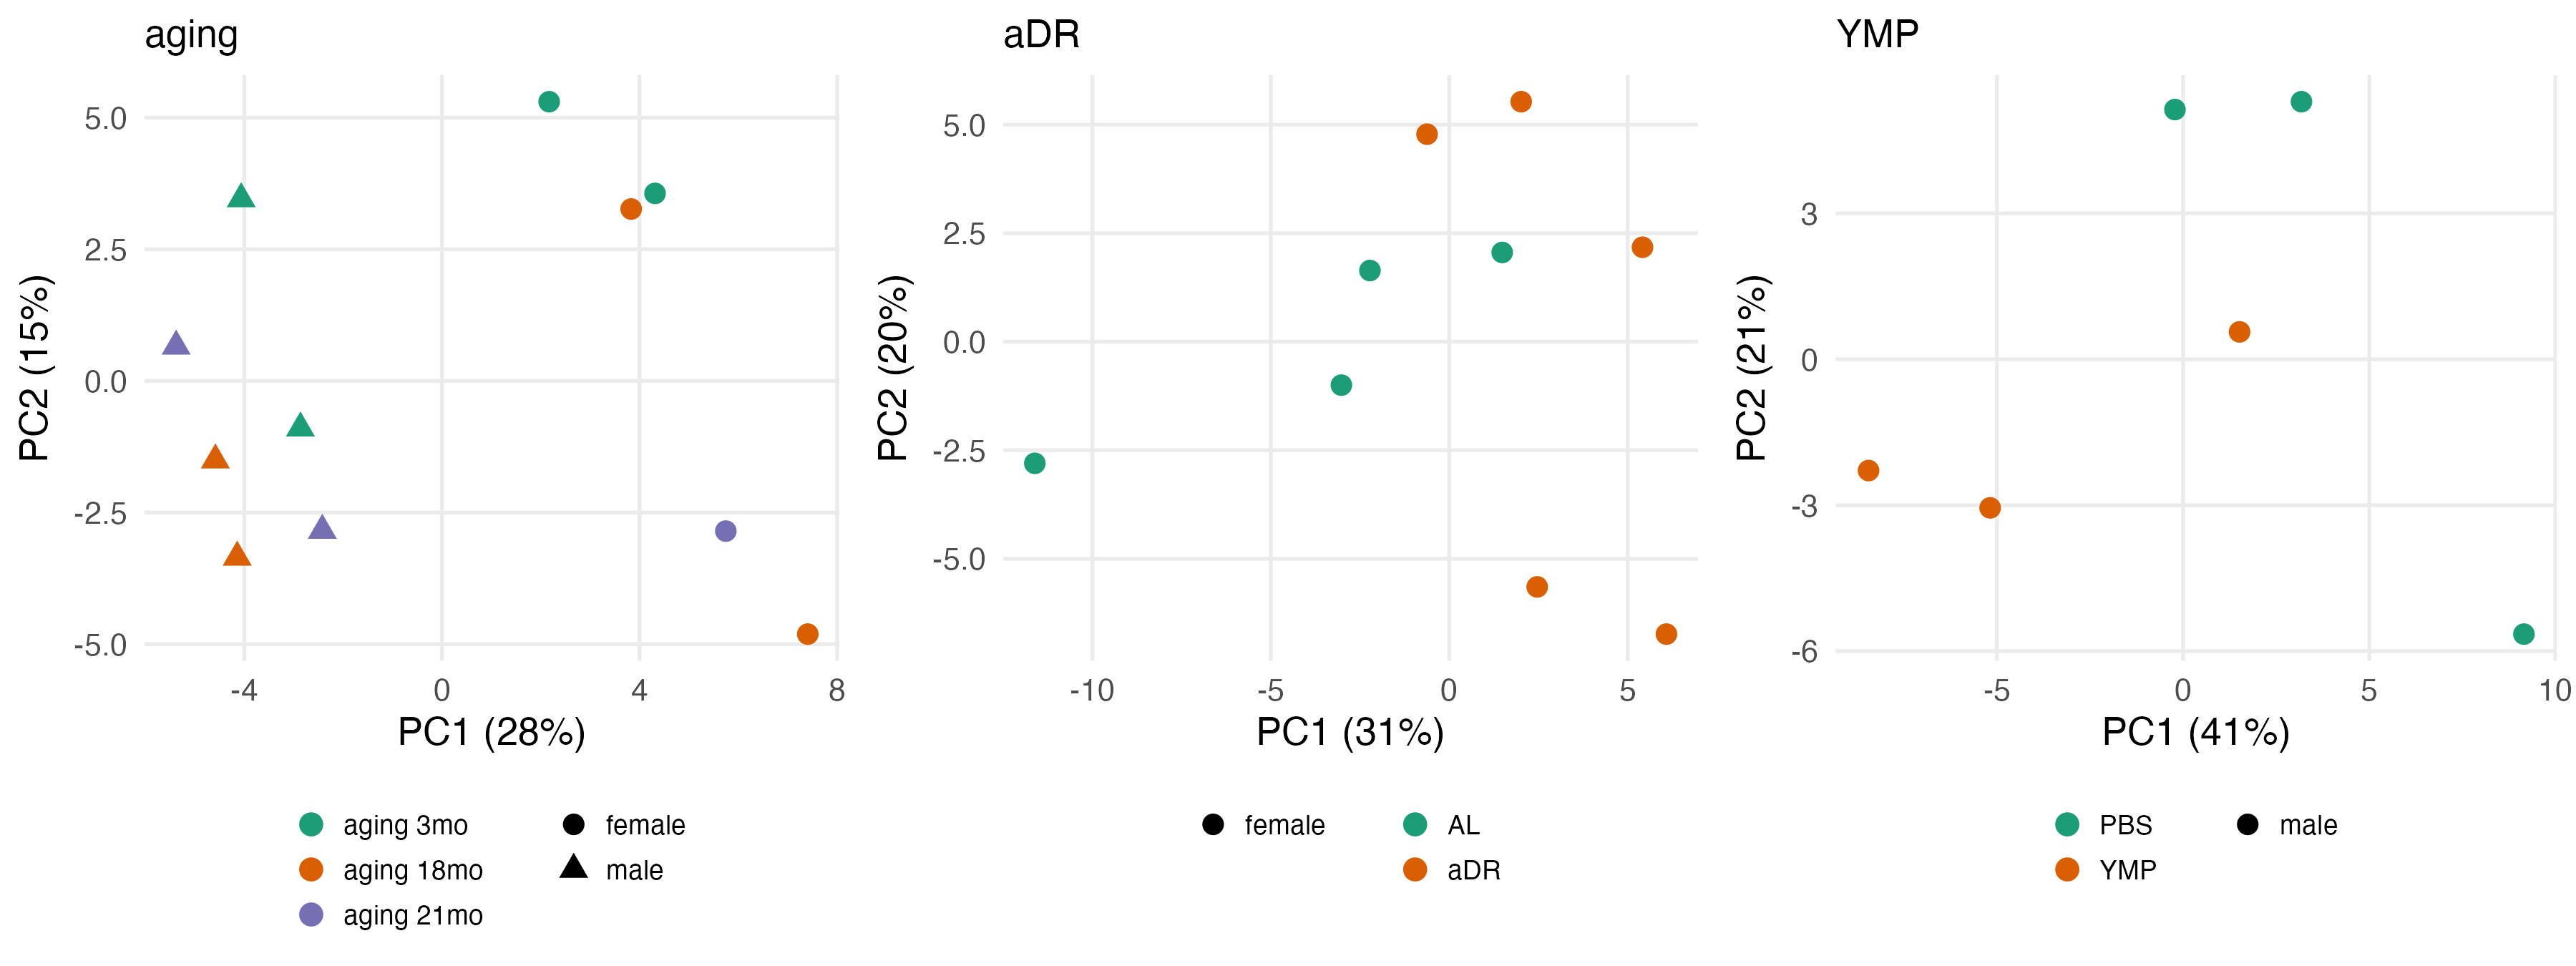 aging
PC2 (15%)
5.0
2.5
0.0
-2.5
-5.0
-4
0
4
8
PC1 (28%)
aging 3mo
aging 18mo
aging 21mo
female
male
aDR
PC2 (20%)
5.0
2.5
0.0
-2.5
-5.0
-10
-5
0
5
PC1 (31%)
female
AL
aDR
YMP
PC2 (21%)
3
0
-3
-6
-5
0
5
10
PC1 (41%)
PBS
YMP
male